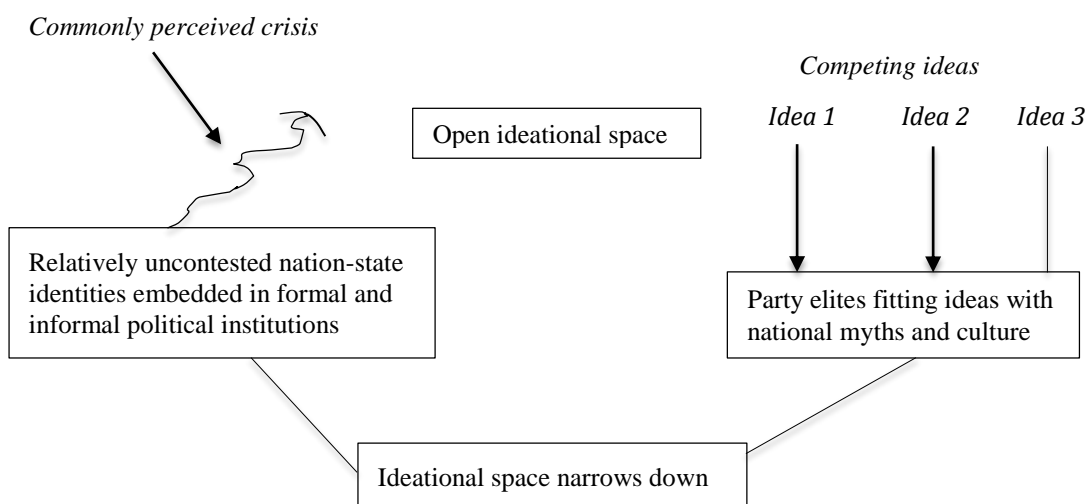 Commonly perceived crisis
Competing ideas
Idea 1 Idea 2 Idea 3
Open ideational space
Relatively uncontested nation-state
identities embedded in formal and
informal political institutions
Party elites fitting ideas with
national myths and culture
Ideational space narrows down